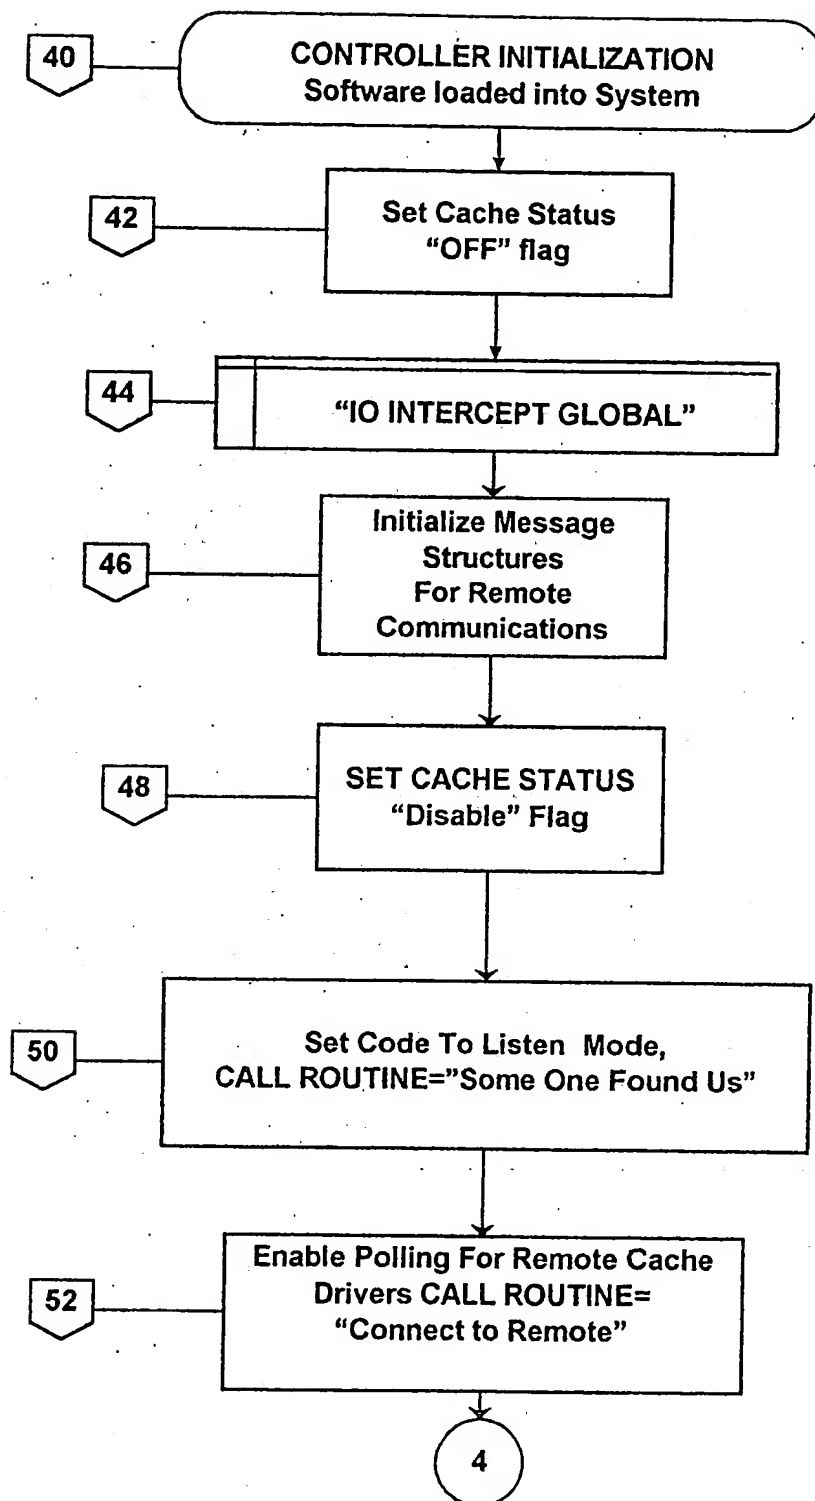 40
CONTROLLER INITIALIZATION
Software loaded into System
42
Set Cache Status
“OFF” flag
44
“IO INTERCEPT GLOBAL”
46
Initialize Message
Structures
For Remote
Communications
48
SET CACHE STATUS
“Disable” Flag
50
Set Code To Listen Mode,
CALL ROUTINE=”Some One Found Us”
52
Enable Polling For Remote Cache
Drivers CALL ROUTINE=
“Connect to Remote”
4